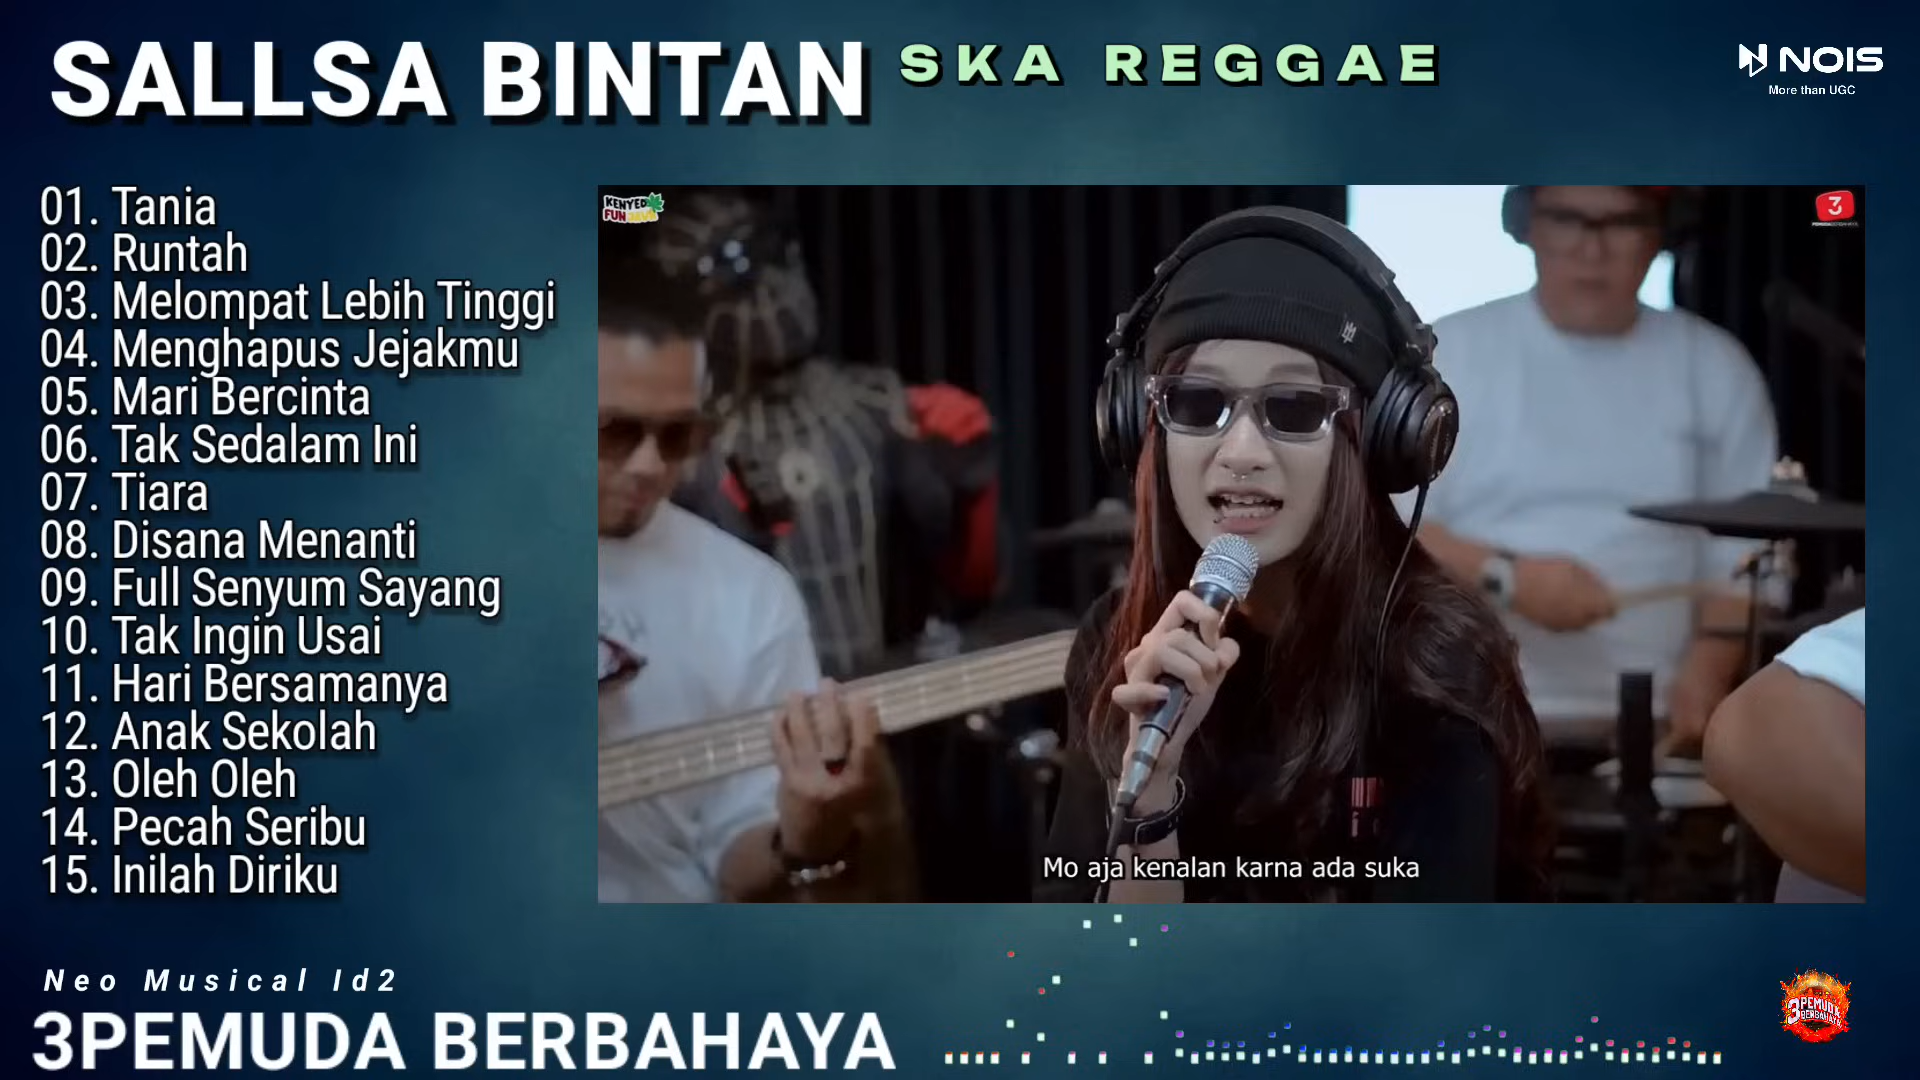 SALLSA BINTAN
SKA REGGAE
NOIS
More than UGC
01. Tania
02. Runtah
03. Melompat Lebih Tinggi
04. Menghapus Jejakmu
05. Mari Bercinta
06. Tak Sedalam Ini
07. Tiara
08. Disana Menanti
09. Full Senyum Sayang
10. Tak Ingin Usai
11. Hari Bersamanya
12. Anak Sekolah
13. Oleh Oleh
14. Pecah Seribu
15. Inilah Diriku
KENYED
FUN
3
Mo aja kenalan karna ada suka
Neo Musical Id2
3PEMUDA BERBAHAYA
3PEMUDA
BERBAHAYA